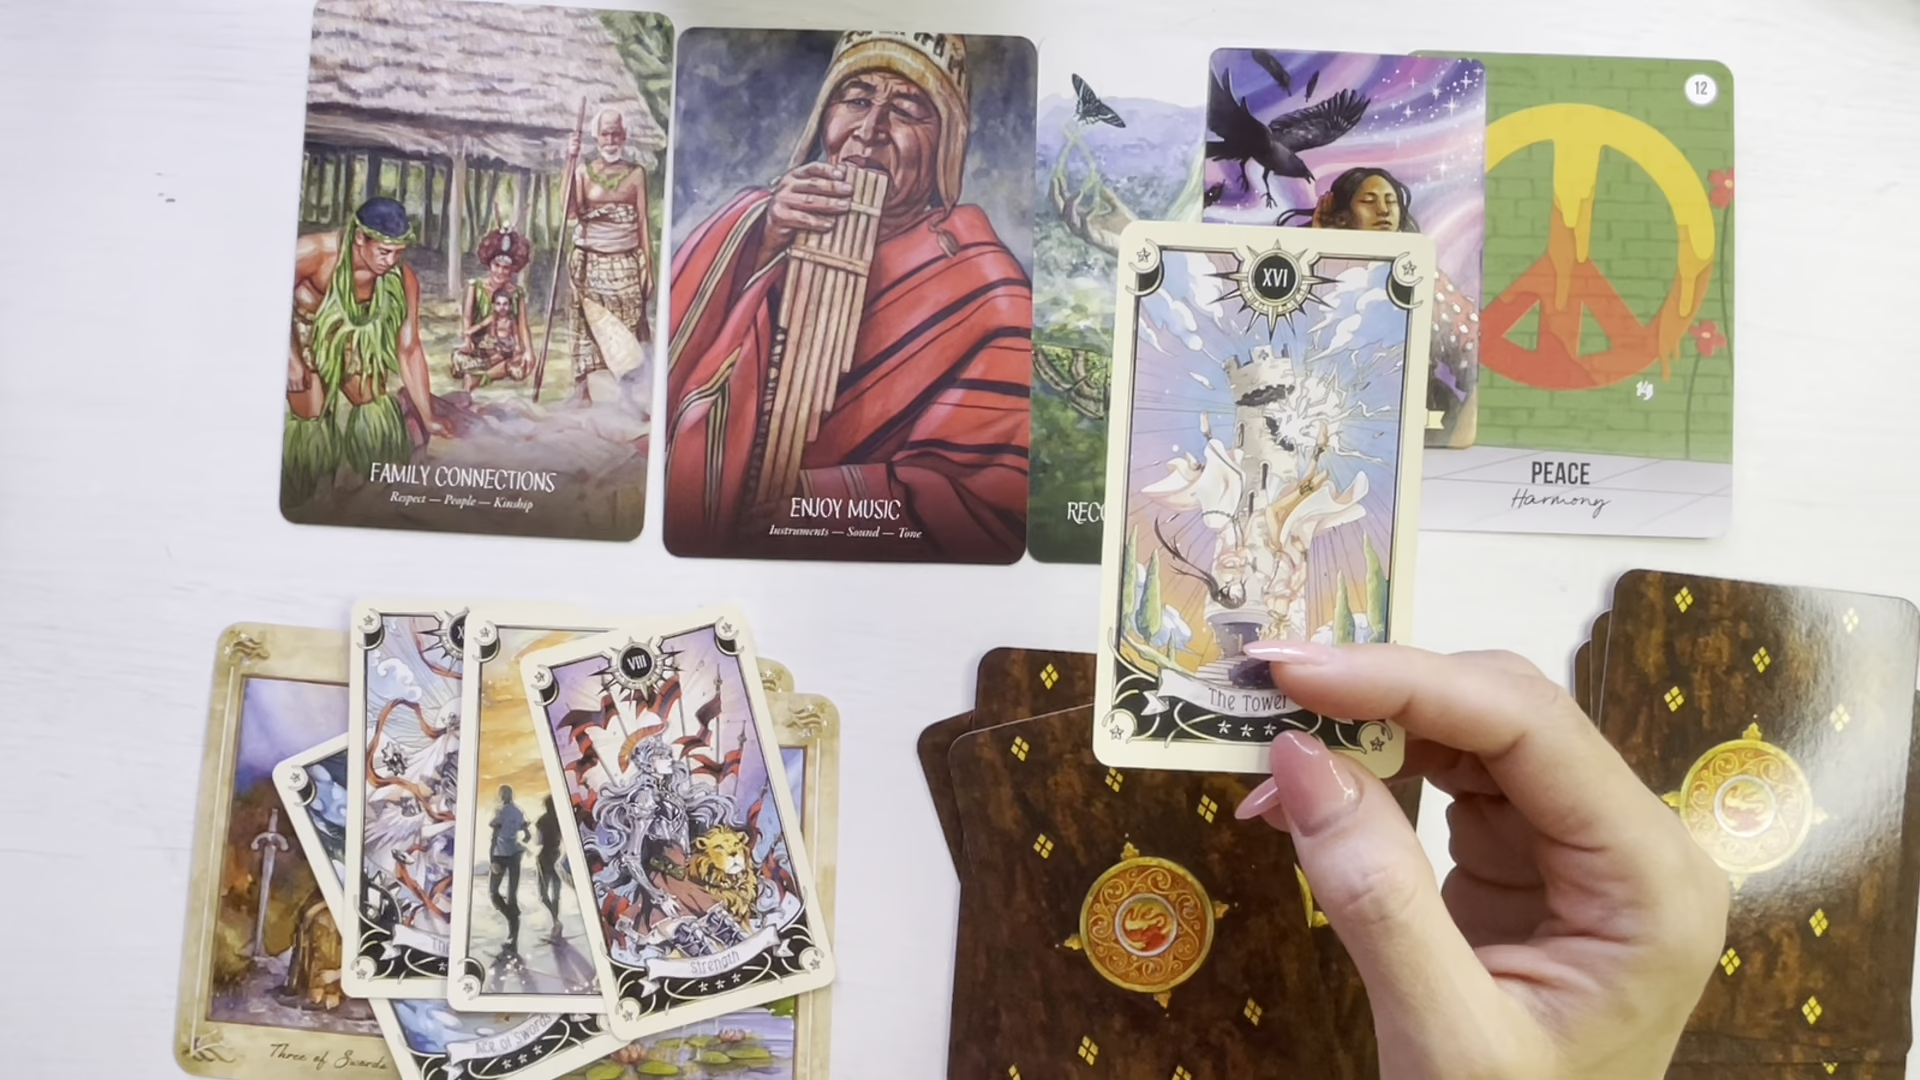 FAMILY CONNECTIONS
Respect — People — Kinship
ENJOY MUSIC
Instruments — Sound — Tone
12
PEACE
Harmony
XVI
The Tower
VIII
Strength
Ace of Swords
Three of Swords